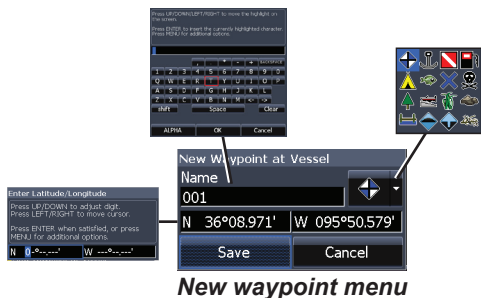 Press UP/DOWN/LEFT/RIGHT to move the highlight on
the screen.
Press ENTER to insert the currently highlighted character.
Press MENU for additional options.
. ' " - + BACKSPACE
1 2 3 4 5 6 7 8 9 0
Q W E R T Y U I O P
A S D F G H J K L
Z X C V B N M <- ->
shift Space Clear
ALPHA OK Cancel
New Waypoint at Vessel
Name
001
N 36°08.971' W 095°50.579'
Save Cancel
Enter Latitude/Longitude
Press UP/DOWN to adjust digit.
Press LEFT/RIGHT to move cursor.
Press ENTER when satisfied, or press
MENU for additional options.
N 0-°--.---' W ---°--.---'
New waypoint menu